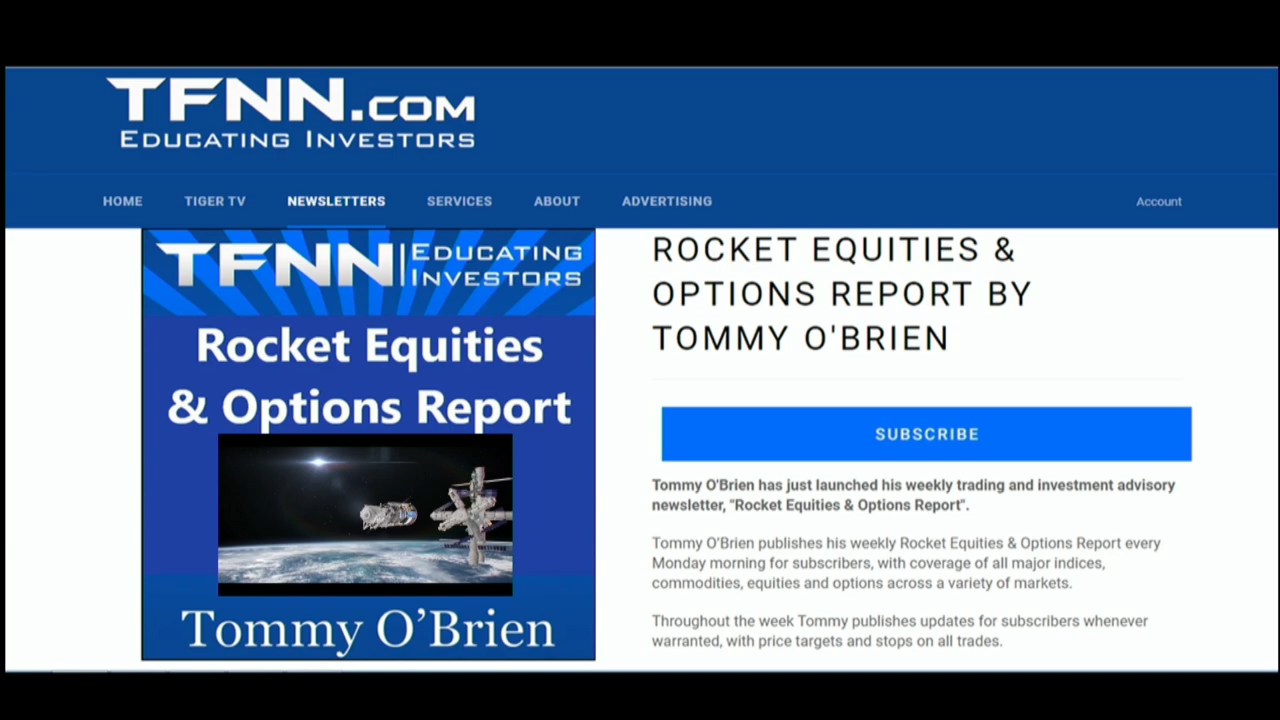 TFNN.COM
EDUCATING INVESTORS
HOME TIGER TV NEWSLETTERS SERVICES ABOUT ADVERTISING Account
TFNN | EDUCATING
INVESTORS
Rocket Equities
& Options Report
Tommy O’Brien
ROCKET EQUITIES &
OPTIONS REPORT BY
TOMMY O'BRIEN
SUBSCRIBE
Tommy O'Brien has just launched his weekly trading and investment advisory
newsletter, "Rocket Equities & Options Report".
Tommy O'Brien publishes his weekly Rocket Equities & Options Report every
Monday morning for subscribers, with coverage of all major indices,
commodities, equities and options across a variety of markets.
Throughout the week Tommy publishes updates for subscribers whenever
warranted, with price targets and stops on all trades.